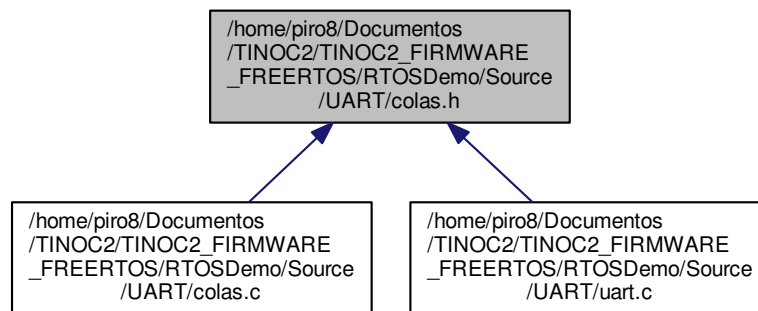 /home/piro8/Documentos
/TINOC2/TINOC2_FIRMWARE
_FREERTOS/RTOSDemo/Source
/UART/colas.h
/home/piro8/Documentos
/TINOC2/TINOC2_FIRMWARE
_FREERTOS/RTOSDemo/Source
/UART/colas.c
/home/piro8/Documentos
/TINOC2/TINOC2_FIRMWARE
_FREERTOS/RTOSDemo/Source
/UART/uart.c